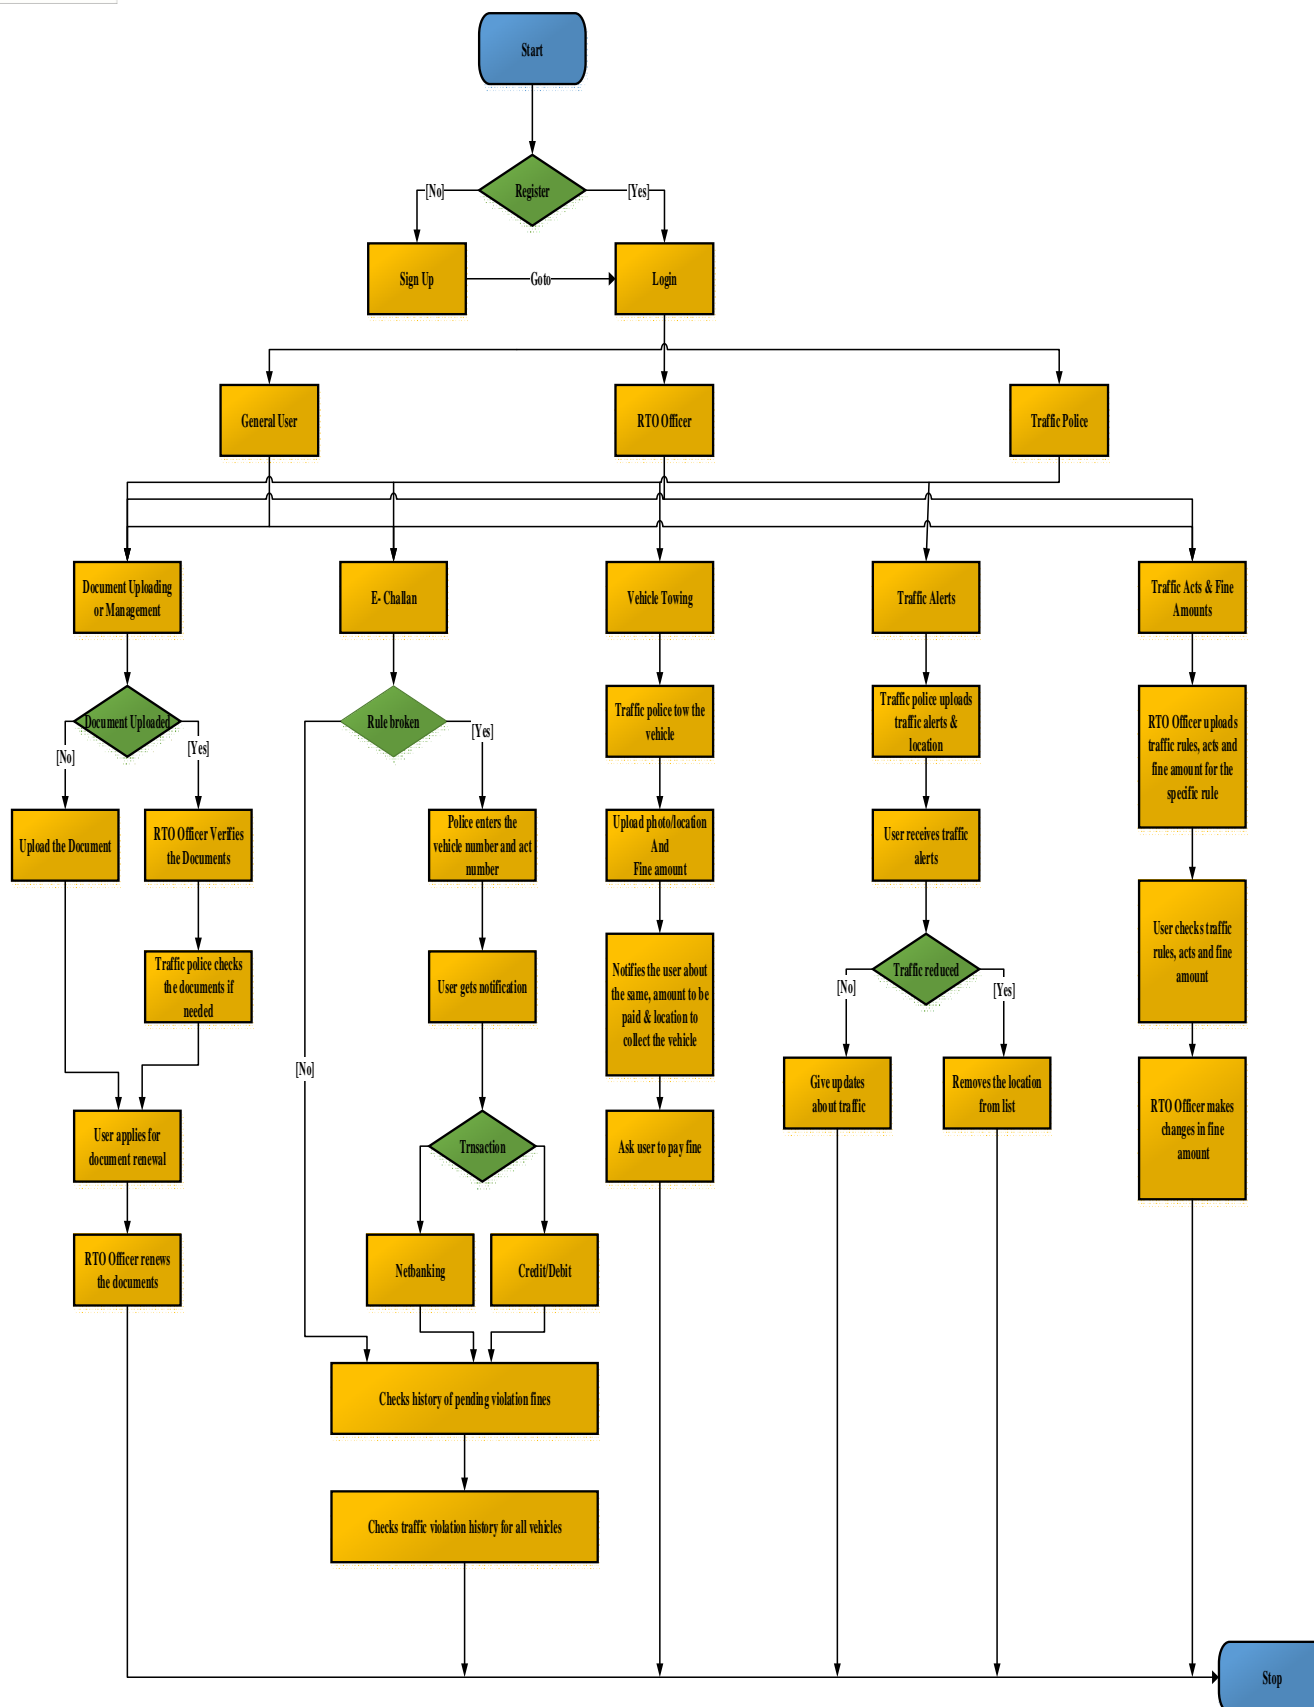 Start
Register
[No]
[Yes]
Sign Up
Goto
Login
General User
RTO Officer
Traffic Police
Document Uploading
or Management
E- Challan
Vehicle Towing
Traffic Alerts
Traffic Acts & Fine
Amounts
Document Uploaded
[No]
[Yes]
Upload the Document
RTO Officer Verifies
the Documents
Traffic police checks
the documents if
needed
User applies for
document renewal
RTO Officer renews
the documents
Rule broken
[Yes]
[No]
Police enters the
vehicle number and act
number
User gets notification
Trnsaction
Netbanking
Credit/Debit
Checks history of pending violation fines
Checks traffic violation history for all vehicles
Traffic police tow the
vehicle
Upload photo/location
And
Fine amount
Notifies the user about
the same, amount to be
paid & location to
collect the vehicle
Ask user to pay fine
Traffic police uploads
traffic alerts &
location
User receives traffic
alerts
Traffic reduced
[No]
[Yes]
Give updates
about traffic
Removes the location
from list
RTO Officer uploads
traffic rules, acts and
fine amount for the
specific rule
User checks traffic
rules, acts and fine
amount
RTO Officer makes
changes in fine
amount
Stop